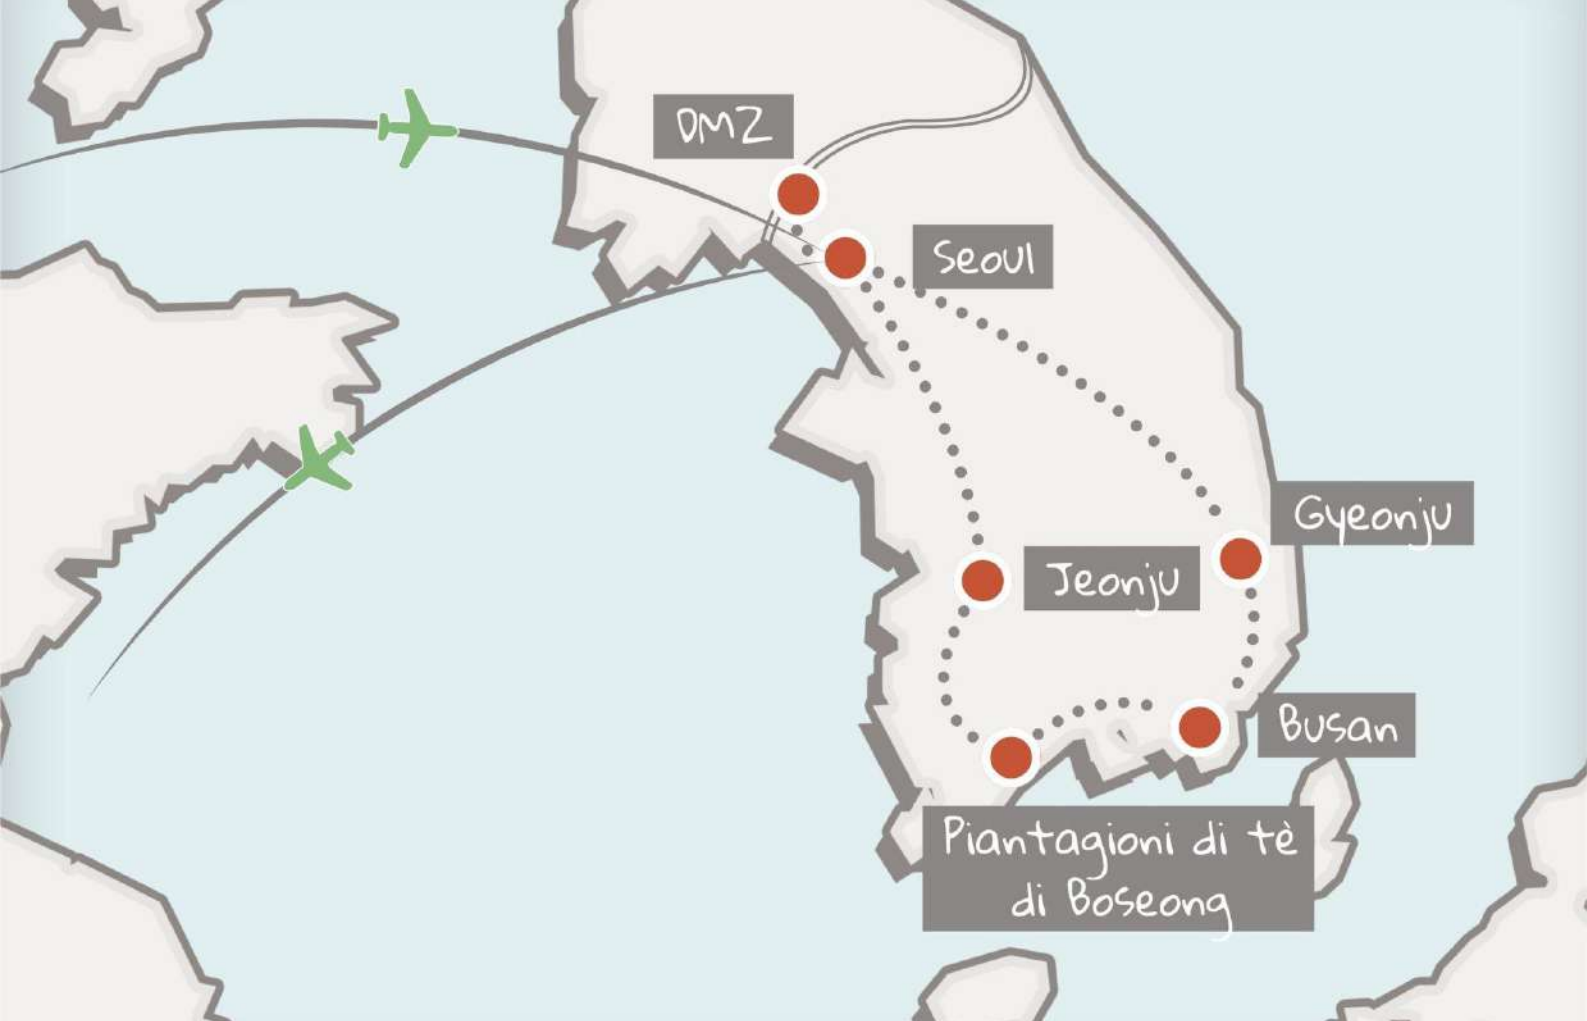 DMZ
Seoul
Gyeonju
Jeonju
Busan
Piantagioni di tè
di Boseong